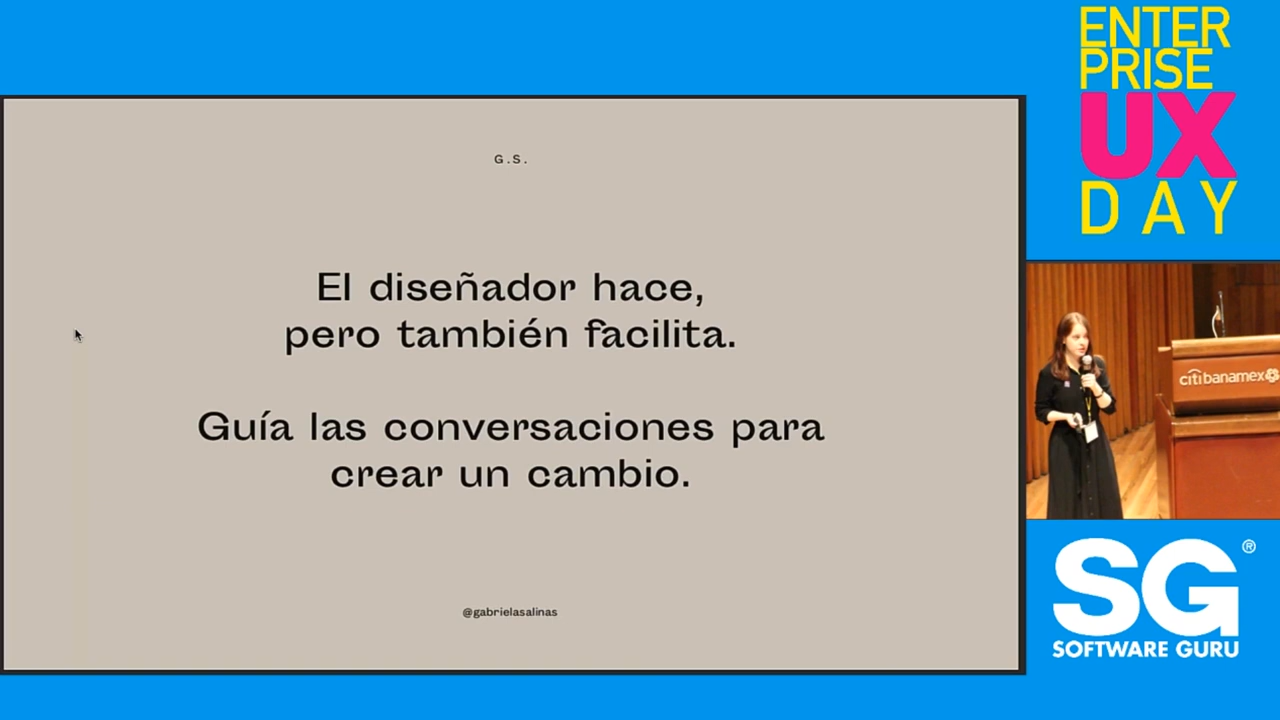 G.S.
El diseñador hace,
pero también facilita.
Guía las conversaciones para
crear un cambio.
@gabrielasalinas
ENTER
PRISE
UX
DAY
citibanamex
SG®
SOFTWARE GURU